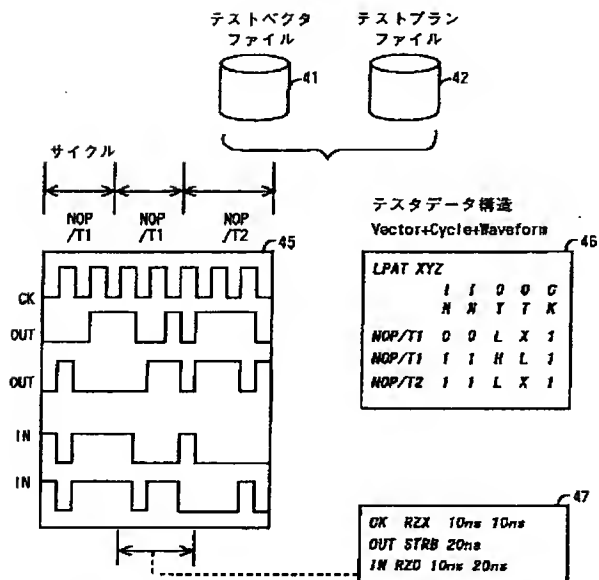 テストベクタ
ファイル
テストプラン
ファイル
41
42
サイクル
NOP
/T1
NOP
/T1
NOP
/T2
45
CK
OUT
OUT
IN
IN
テスタデータ構造
Vector+Cycle+Waveform
46
LPAT XYZ
I I O O C
N N T T K
NOP/T1 0 0 L X 1
NOP/T1 1 1 H L 1
NOP/T2 1 1 L X 1
47
CK RZX 10ns 10ns
OUT STRB 20ns
IN RZO 10ns 20ns